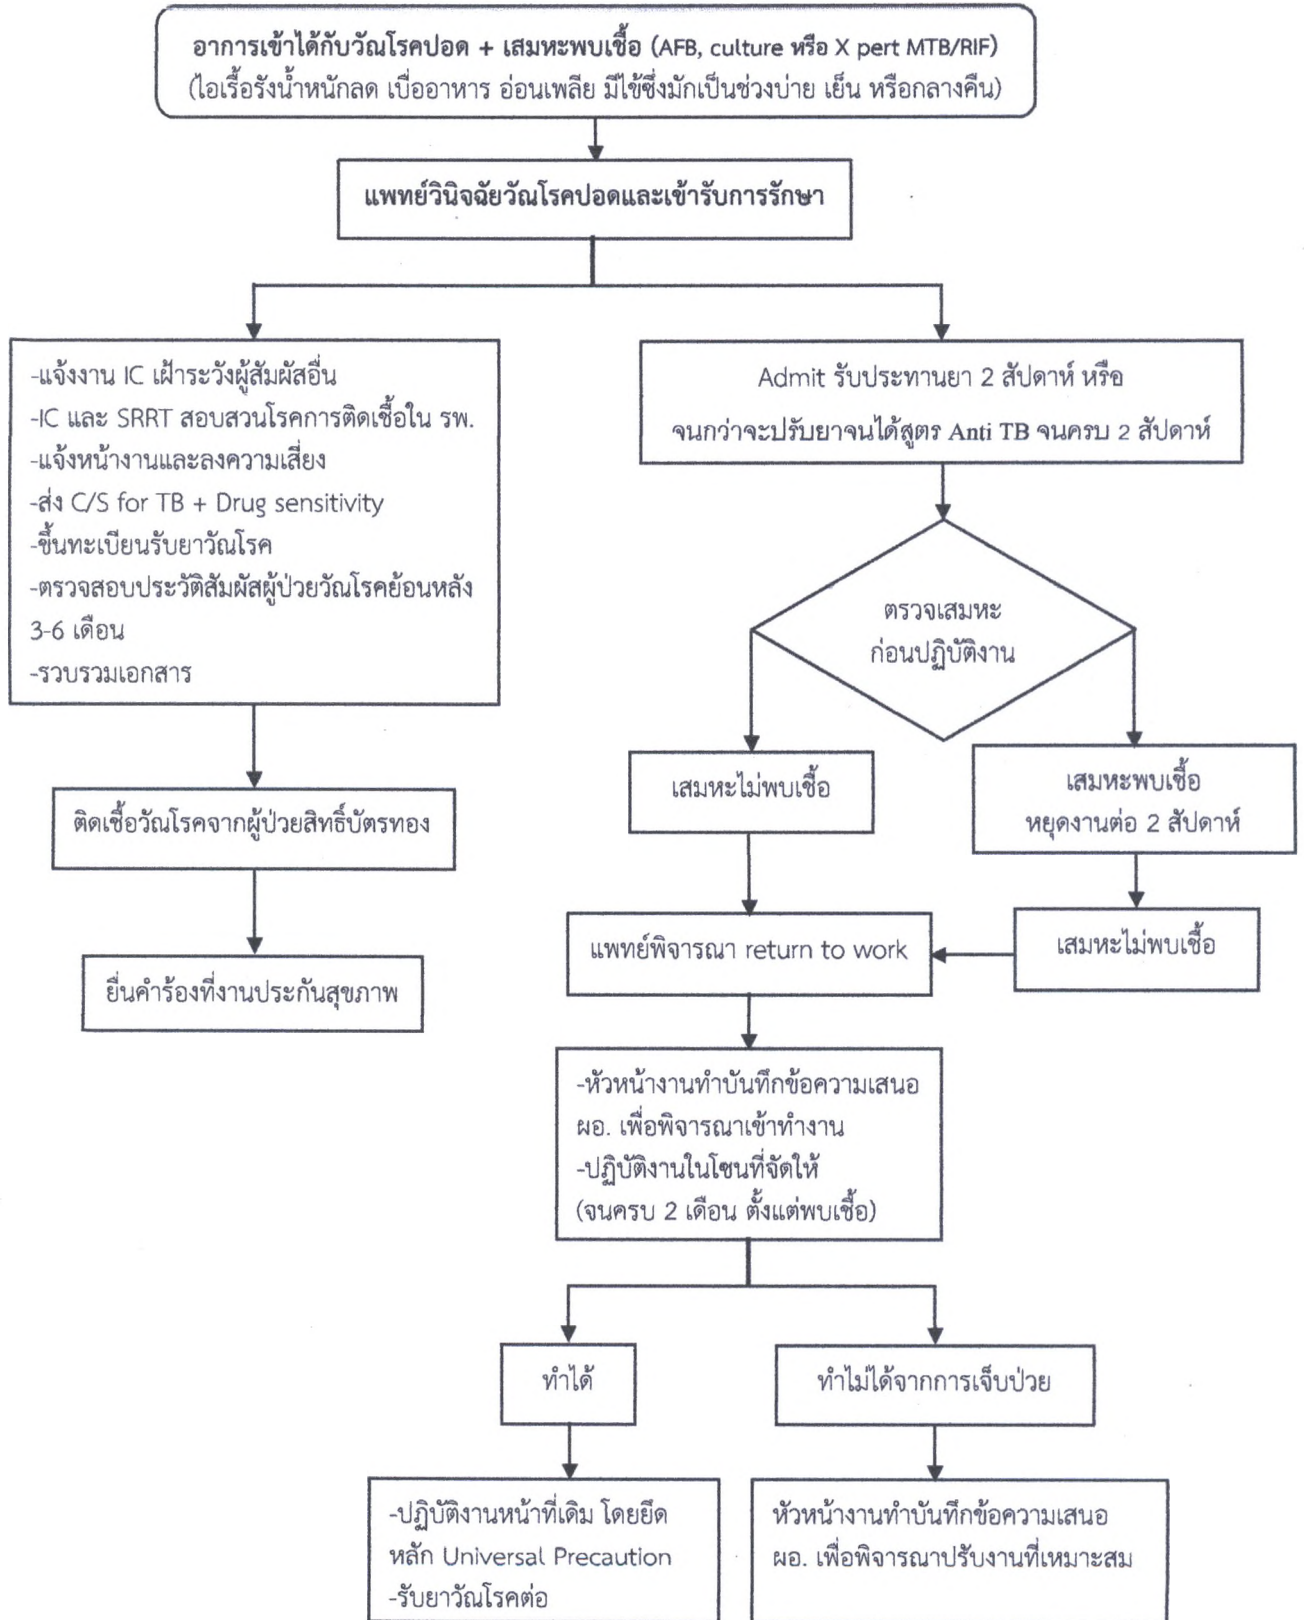 อาการเข้าได้กับวัณโรคปอด + เสมหะพบเชื้อ (AFB, culture หรือ X pert MTB/RIF)
(ไอเรื้อรังน้ำหนักลด เบื่ออาหาร อ่อนเพลีย มีไข้ซึ่งมักเป็นช่วงบ่าย เย็น หรือกลางคืน)
แพทย์วินิจฉัยวัณโรคปอดและเข้ารับการรักษา
-แจ้งงาน IC เฝ้าระวังผู้สัมผัสอื่น
-IC และ SRRT สอบสวนโรคการติดเชื้อใน รพ.
-แจ้งหน้างานและลงความเสี่ยง
-ส่ง C/S for TB + Drug sensitivity
-ขึ้นทะเบียนรับยาวัณโรค
-ตรวจสอบประวัติสัมผัสผู้ป่วยวัณโรคย้อนหลัง
3-6 เดือน
-รวบรวมเอกสาร
ติดเชื้อวัณโรคจากผู้ป่วยสิทธิ์บัตรทอง
ยื่นคำร้องที่งานประกันสุขภาพ
Admit รับประทานยา 2 สัปดาห์ หรือ
จนกว่าจะปรับยาจนได้สูตร Anti TB จนครบ 2 สัปดาห์
ตรวจเสมหะ
ก่อนปฏิบัติงาน
เสมหะไม่พบเชื้อ
เสมหะพบเชื้อ
หยุดงานต่อ 2 สัปดาห์
แพทย์พิจารณา return to work
เสมหะไม่พบเชื้อ
-หัวหน้างานทำบันทึกข้อความเสนอ
ผอ. เพื่อพิจารณาเข้าทำงาน
-ปฏิบัติงานในโซนที่จัดให้
(จนครบ 2 เดือน ตั้งแต่พบเชื้อ)
ทำได้
ทำไม่ได้จากการเจ็บป่วย
-ปฏิบัติงานหน้าที่เดิม โดยยึด
หลัก Universal Precaution
-รับยาวัณโรคต่อ
หัวหน้างานทำบันทึกข้อความเสนอ
ผอ. เพื่อพิจารณาปรับงานที่เหมาะสม